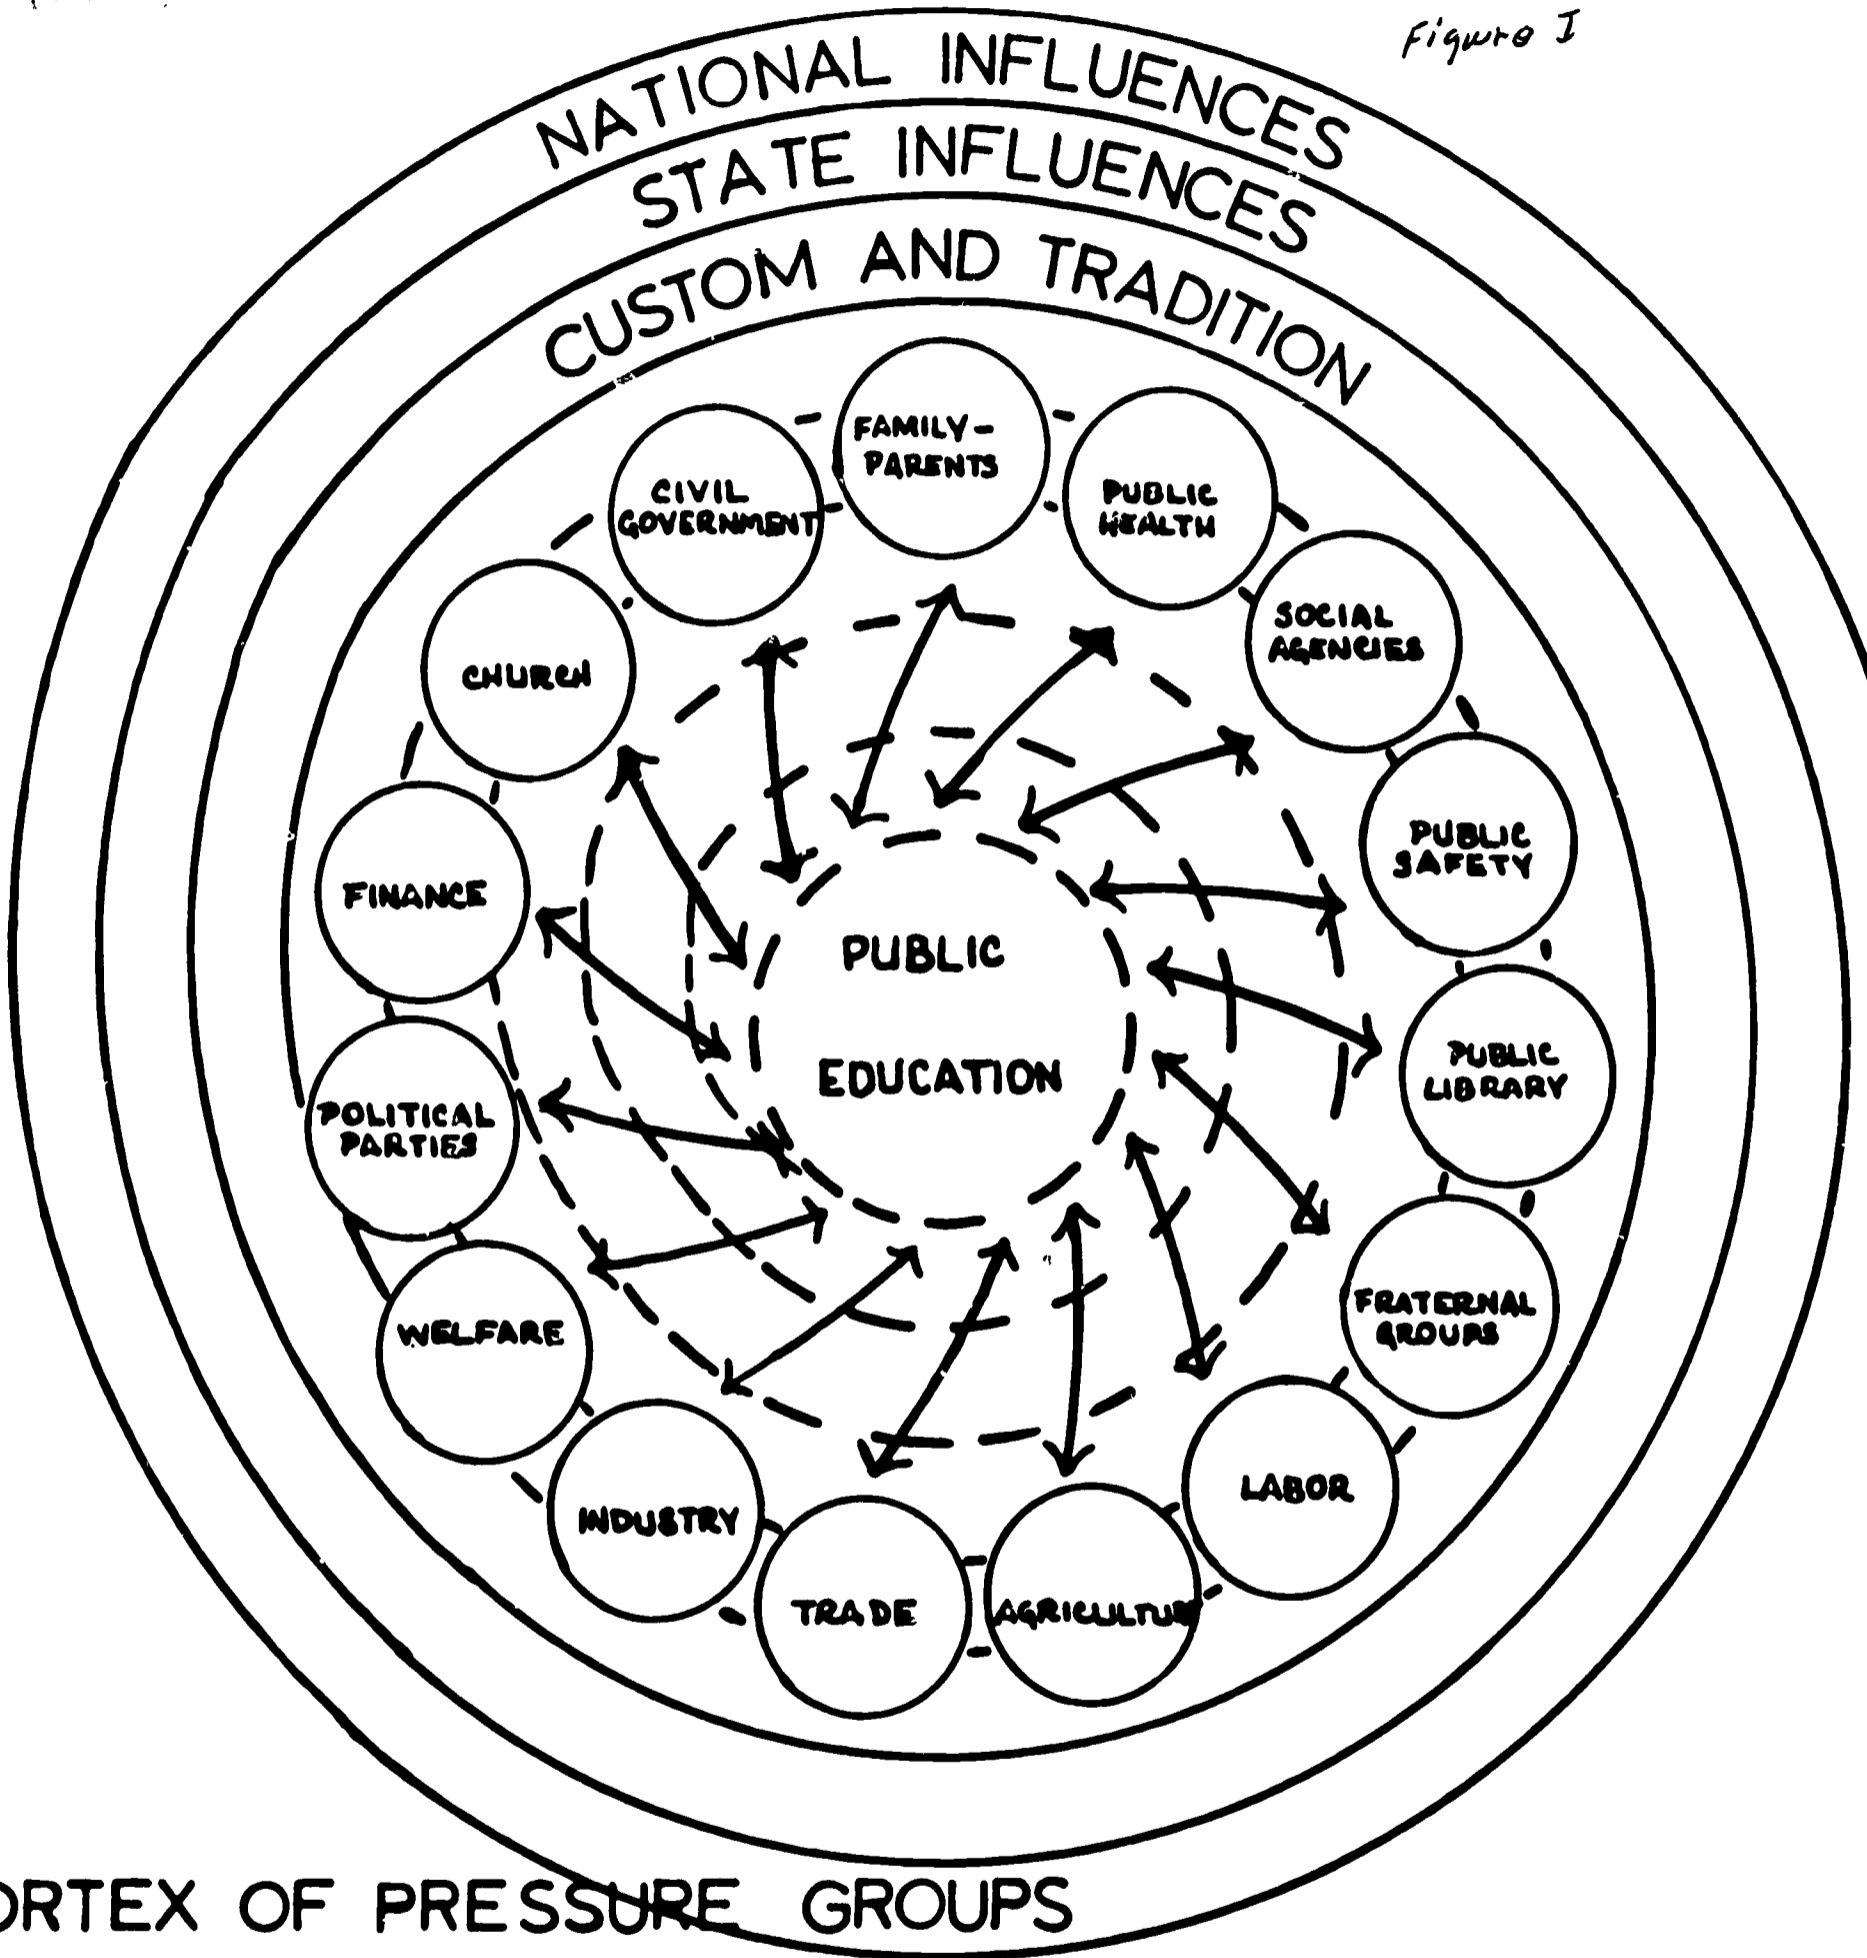 Figure I
NATIONAL INFLUENCES
STATE INFLUENCES
CUSTOM AND TRADITION
FAMILY-
PARENTS
PUBLIC
HEALTH
SOCIAL
AGENCIES
PUBLIC
SAFETY
PUBLIC
LIBRARY
FRATERNAL
GROUPS
LABOR
AGRICULTURE
TRADE
INDUSTRY
WELFARE
POLITICAL
PARTIES
FINANCE
CHURCH
CIVIL
GOVERNMENT
PUBLIC
EDUCATION
ORTEX OF PRESSURE GROUPS